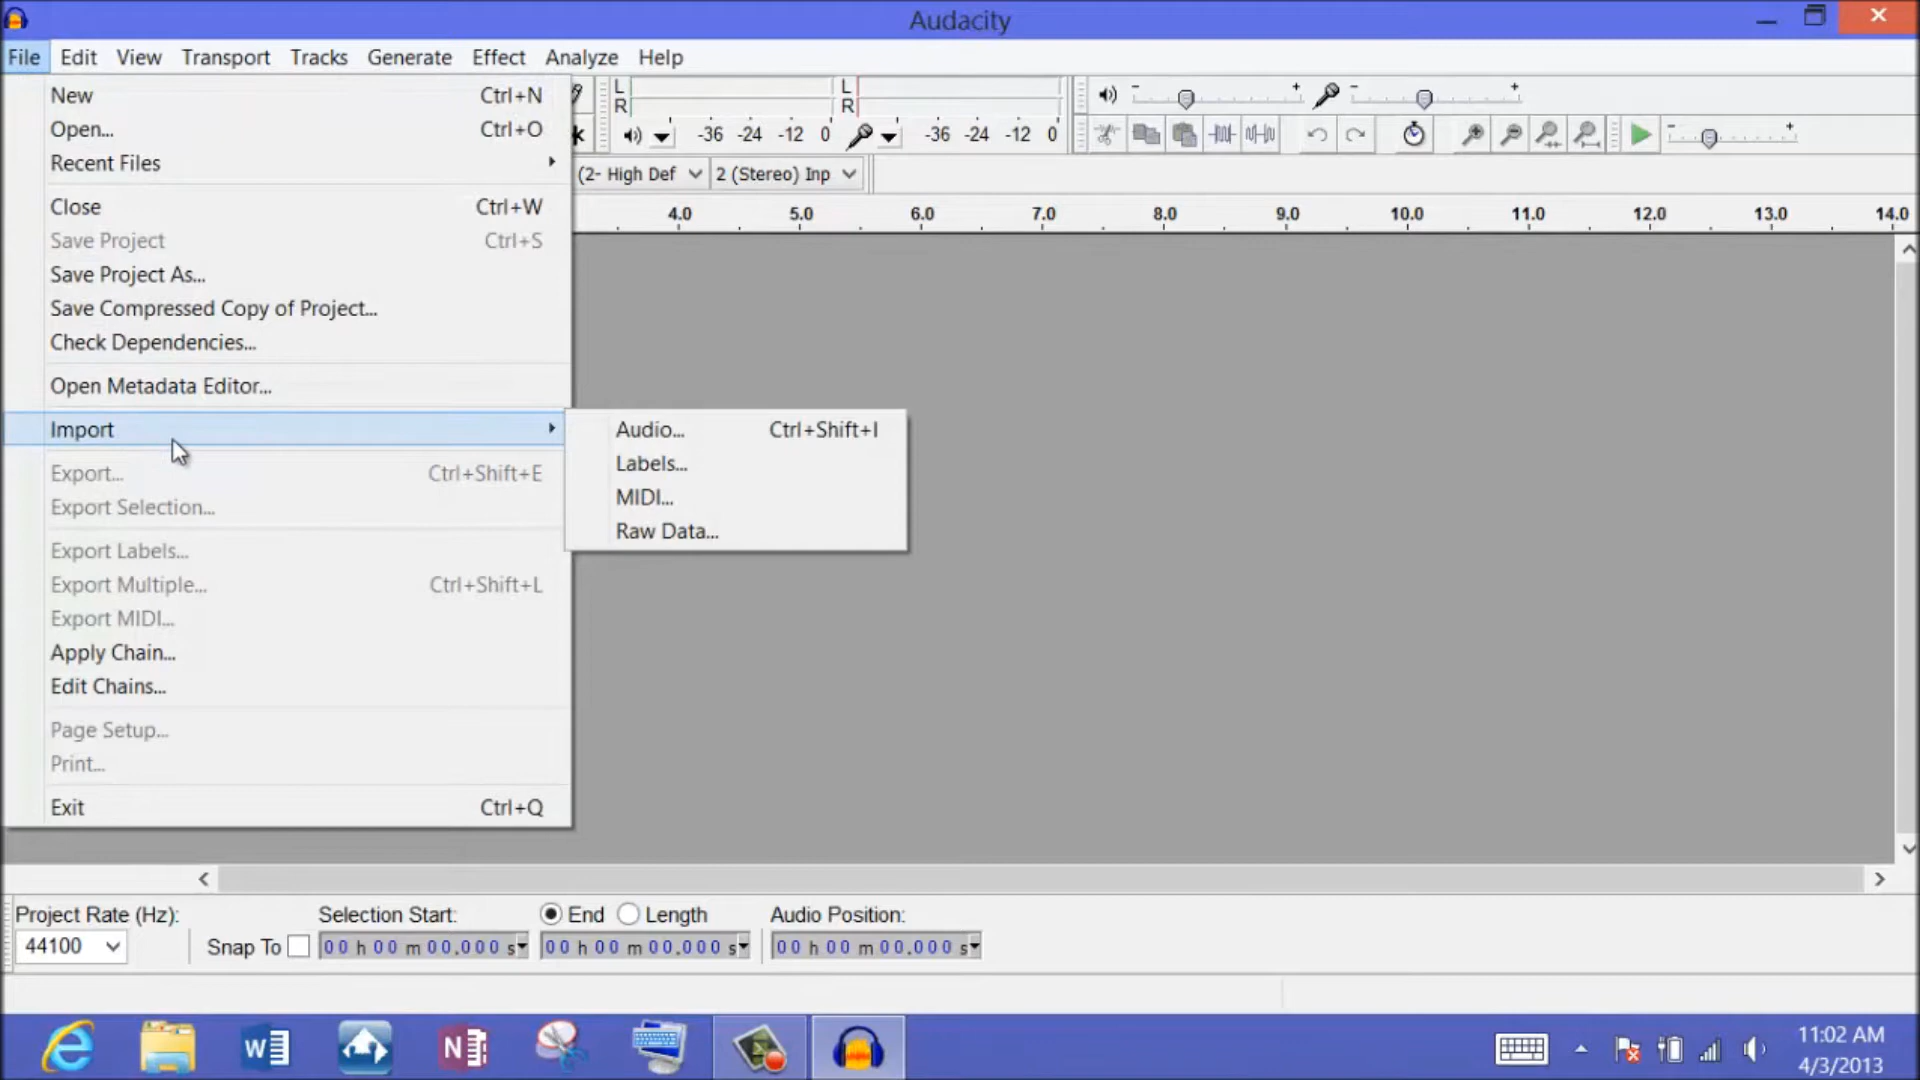 Audacity
File Edit View Transport Tracks Generate Effect Analyze Help
New Ctrl+N
Open... Ctrl+O
Recent Files
Close Ctrl+W
Save Project Ctrl+S
Save Project As...
Save Compressed Copy of Project...
Check Dependencies...
Open Metadata Editor...
Import
Export... Ctrl+Shift+E
Export Selection...
Export Labels...
Export Multiple... Ctrl+Shift+L
Export MIDI...
Apply Chain...
Edit Chains...
Page Setup...
Print...
Exit Ctrl+Q
Audio... Ctrl+Shift+I
Labels...
MIDI...
Raw Data...
L
R
-36 -24 -12 0
L
R
-36 -24 -12 0
- +
- +
- +
(2- High Def
2 (Stereo) Inp
4.0 5.0 6.0 7.0 8.0 9.0 10.0 11.0 12.0 13.0 14.0
Project Rate (Hz):
44100
Snap To
Selection Start:
00 h 00 m 00.000 s
End Length
00 h 00 m 00.000 s
Audio Position:
00 h 00 m 00.000 s
W
N
11:02 AM
4/3/2013